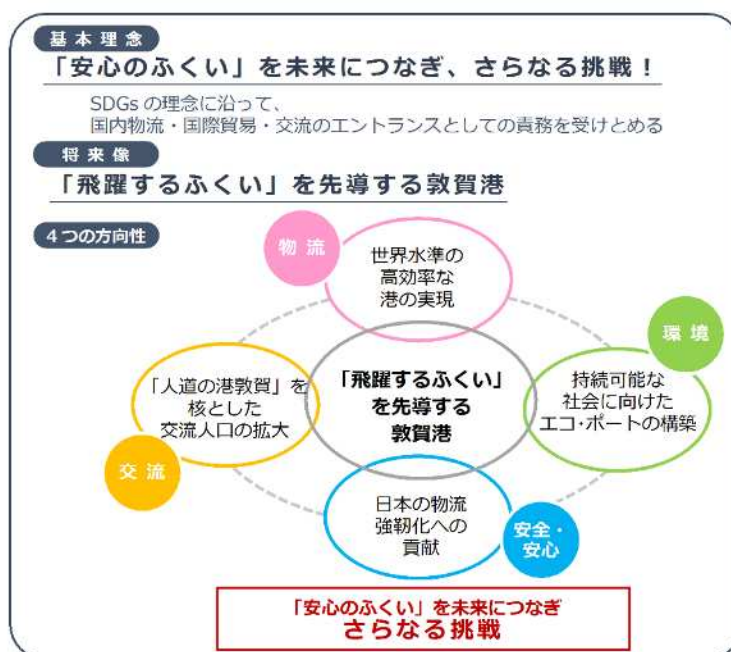 基本理念
「安心のふくい」を未来につなぎ、さらなる挑戦！
SDGsの理念に沿って、
国内物流・国際貿易・交流のエントランスとしての責務を受けとめる
将来像
「飛躍するふくい」を先導する敦賀港
4つの方向性
物流
世界水準の
高効率な
港の実現
環境
持続可能な
社会に向けた
エコ・ポートの構築
「飛躍するふくい」
を先導する
敦賀港
「人道の港敦賀」を
核とした
交流人口の拡大
交流
日本の物流
強靭化への
貢献
安全・
安心
「安心のふくい」を未来につなぎ
さらなる挑戦